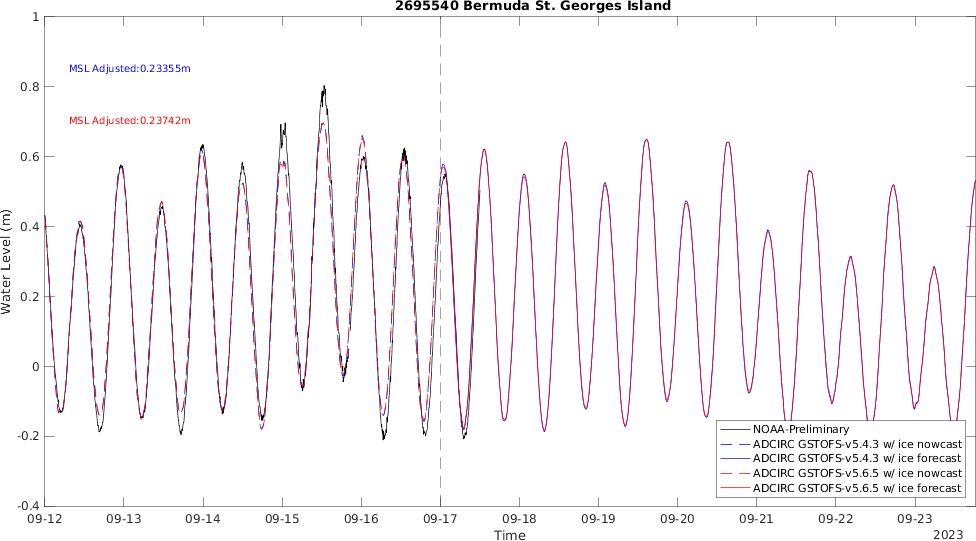 2695540 Bermuda St. Georges Island
1
0.8
0.6
0.4
0.2
0
-0.2
-0.4
Water Level (m)
MSL Adjusted:0.23355m
MSL Adjusted:0.23742m
NOAA-Preliminary
ADCIRC GSTOFS-v5.4.3 w/ ice nowcast
ADCIRC GSTOFS-v5.4.3 w/ ice forecast
ADCIRC GSTOFS-v5.6.5 w/ ice nowcast
ADCIRC GSTOFS-v5.6.5 w/ ice forecast
09-12 09-13 09-14 09-15 09-16 09-17 09-18 09-19 09-20 09-21 09-22 09-23
Time
2023